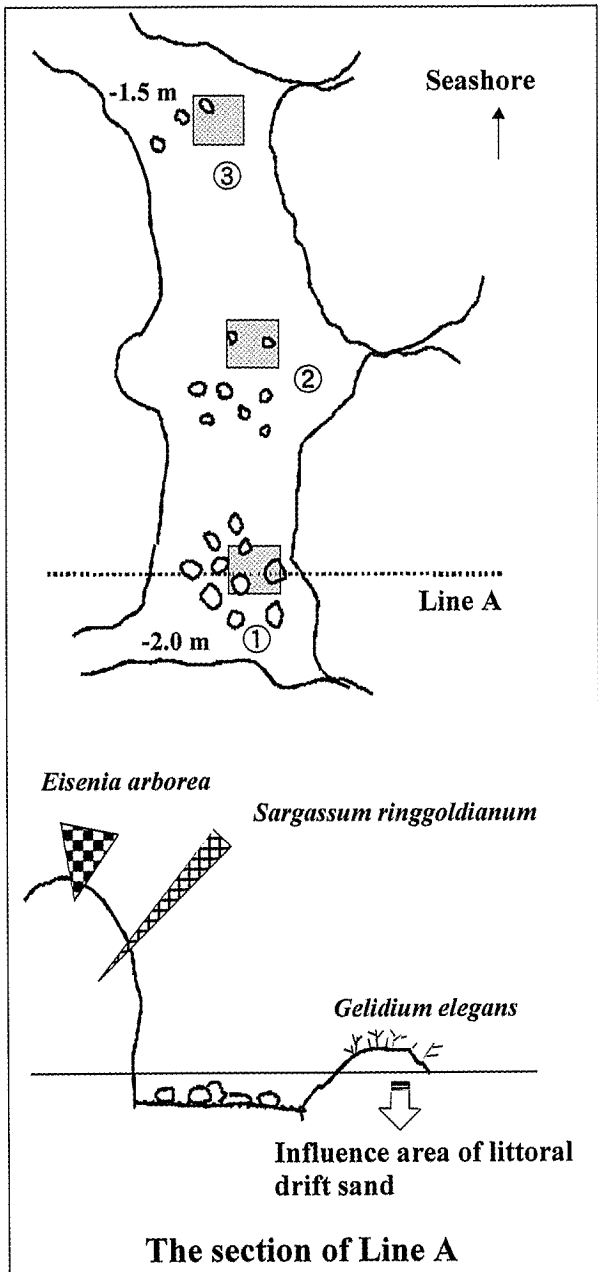 -1.5 m
Seashore
③
②
Line A
①
-2.0 m
Eisenia arborea
Sargassum ringgoldianum
Gelidium elegans
Influence area of littoral
drift sand
The section of Line A